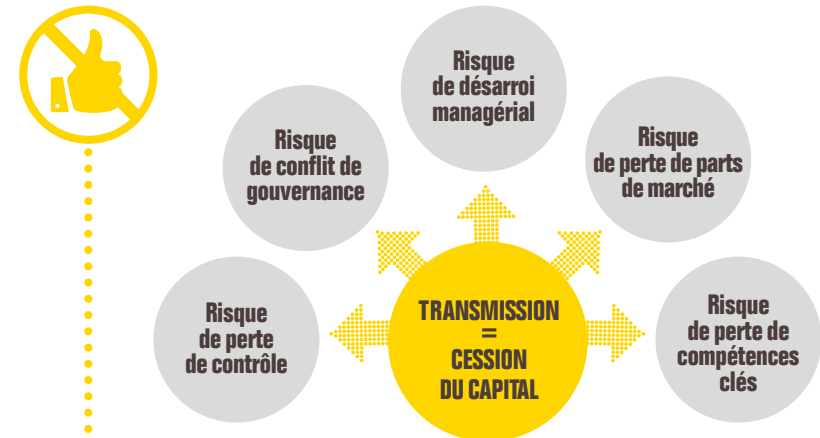 Risque
de désarroi
managérial
Risque
de conflit de
gouvernance
Risque
de perte de parts
de marché
Risque
de perte
de contrôle
TRANSMISSION
=
CESSION
DU CAPITAL
Risque
de perte de
compétences
clés